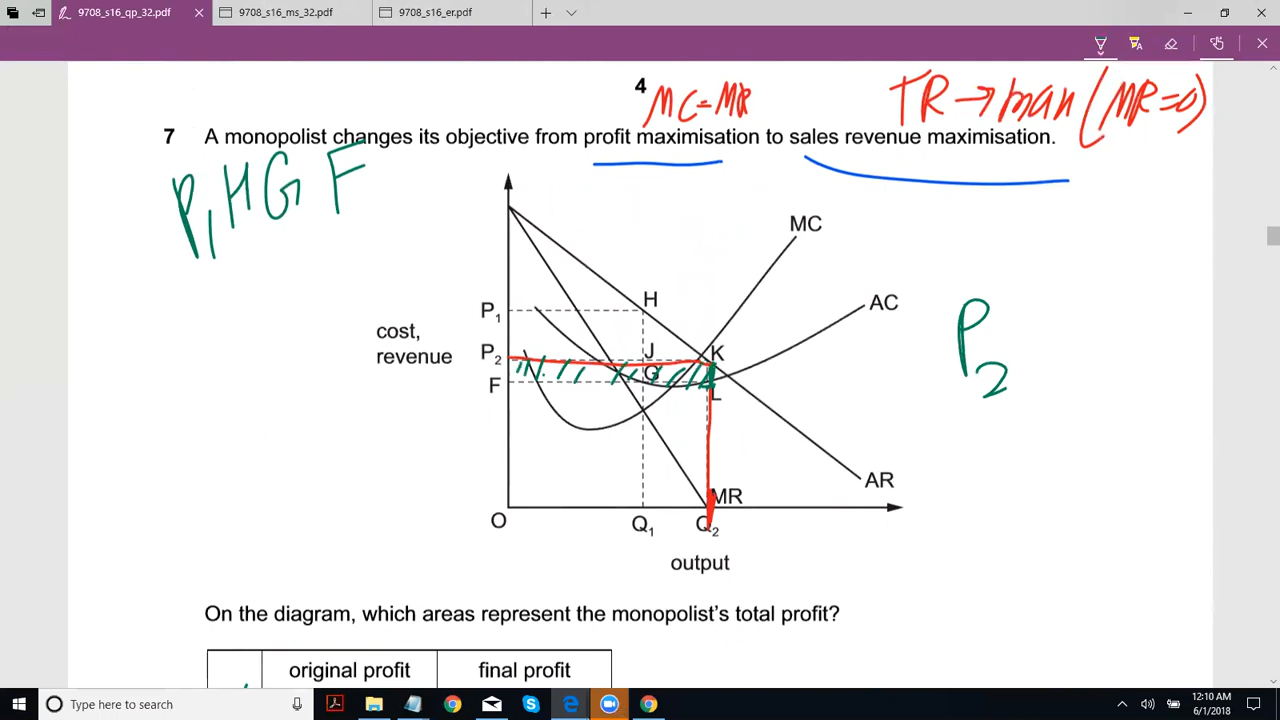 9708_s16_qp_32.pdf
9708_s16_ms_32.pdf
9708_s16_er.pdf
4
MC=MR
TR→max (MR=0)
7 A monopolist changes its objective from profit maximisation to sales revenue maximisation.
P₁HGF
MC
H
AC
P₁
cost,
revenue
P₂
J
K
G
F
L
P₂
AR
MR
O
Q₁
Q₂
output
On the diagram, which areas represent the monopolist's total profit?
original profit
final profit
Type here to search
12:10 AM
6/1/2018